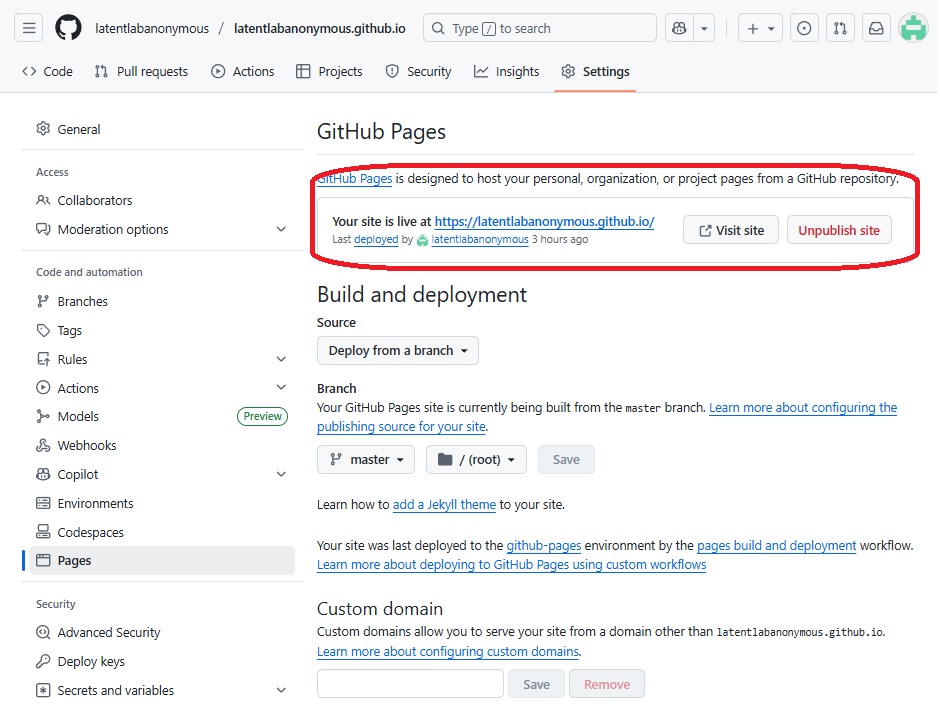 latentlabanonymous / latentlabanonymous.github.io Type / to search
Code Pull requests Actions Projects Security Insights Settings
General
Access
Collaborators
Moderation options
Code and automation
Branches
Tags
Rules
Actions
Models Preview
Webhooks
Copilot
Environments
Codespaces
Pages
Security
Advanced Security
Deploy keys
Secrets and variables
GitHub Pages
GitHub Pages is designed to host your personal, organization, or project pages from a GitHub repository.
Your site is live at https://latentlabanonymous.github.io/
Last deployed by latentlabanonymous 3 hours ago
Visit site Unpublish site
Build and deployment
Source
Deploy from a branch
Branch
Your GitHub Pages site is currently being built from the master branch. Learn more about configuring the
publishing source for your site.
master / (root) Save
Learn how to add a Jekyll theme to your site.
Your site was last deployed to the github-pages environment by the pages build and deployment workflow.
Learn more about deploying to GitHub Pages using custom workflows
Custom domain
Custom domains allow you to serve your site from a domain other than latentlabanonymous.github.io.
Learn more about configuring custom domains.
Save Remove